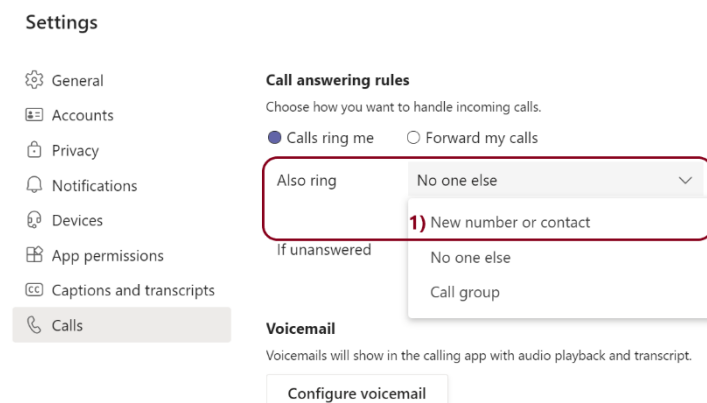 Settings
General
Accounts
Privacy
Notifications
Devices
App permissions
CC Captions and transcripts
Calls
Call answering rules
Choose how you want to handle incoming calls.
Calls ring me Forward my calls
Also ring No one else
1) New number or contact
If unanswered No one else
Call group
Voicemail
Voicemails will show in the calling app with audio playback and transcript.
Configure voicemail